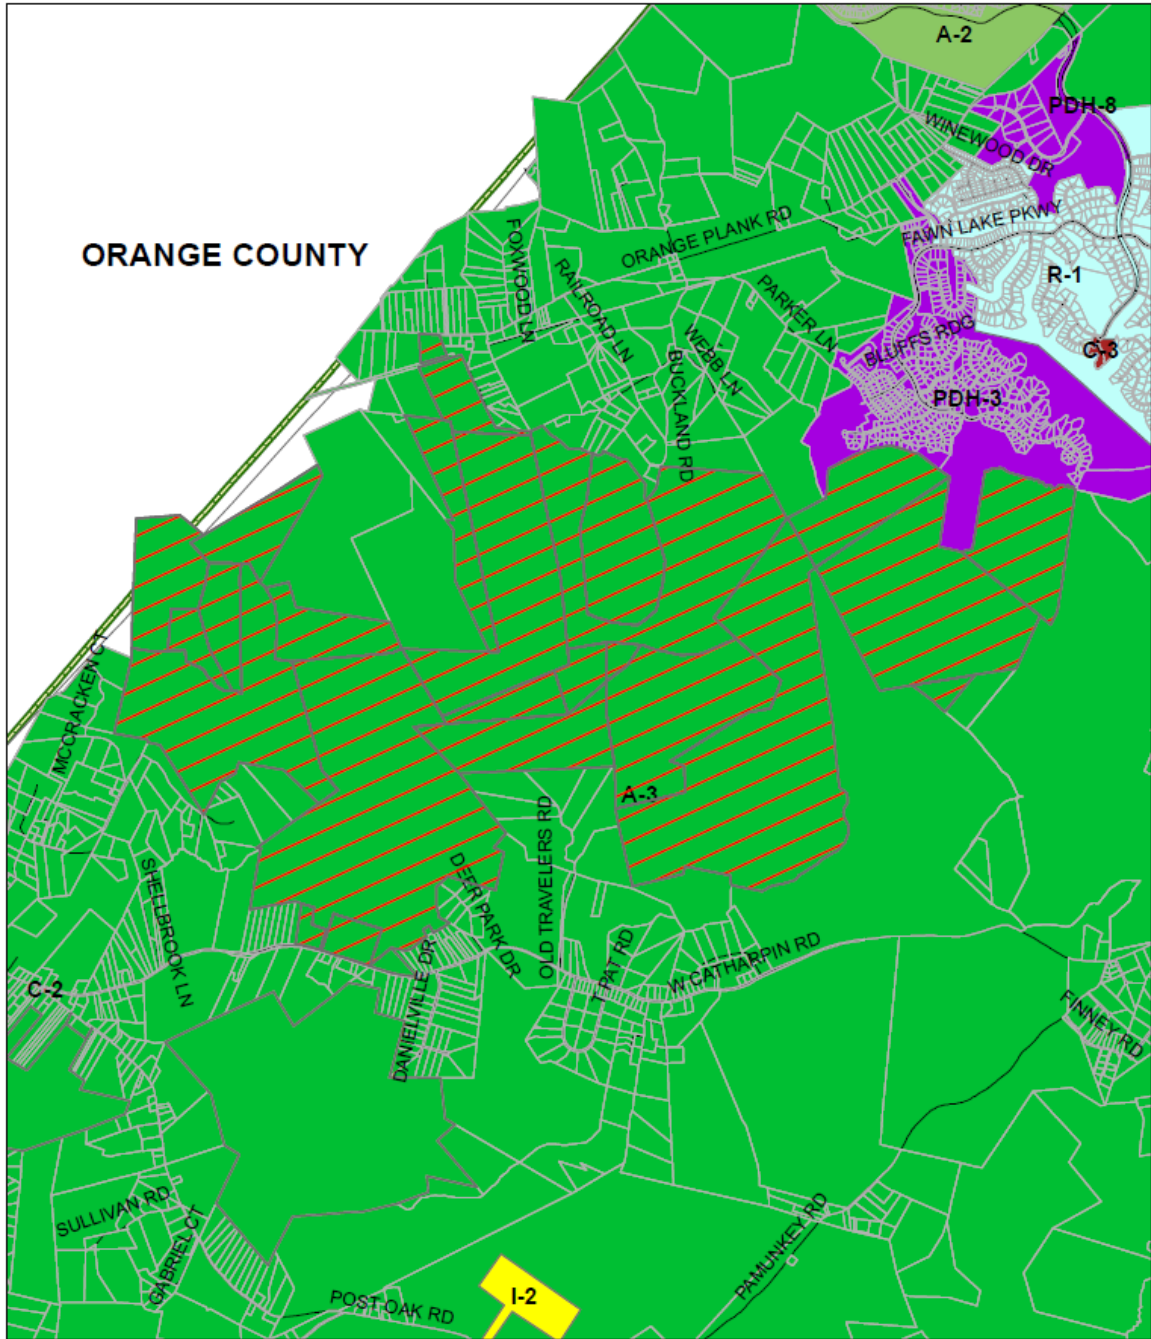 A-2
PDH-8
WINEWOOD DR
FAWN LAKE PKWY
ORANGE COUNTY
FOXWOOD LN
ORANGE PLANK RD
RAILROAD LN
R-1
PARKER LN
WEBB LN
BUCKLAND RD
BLUFFS RDG
C-3
PDH-3
MCCRACKEN CT
A-3
SHELLBROOK LN
DEER PARK DR
OLD TRAVELERS RD
T PAT RD
W CATHARPIN RD
C-2
DANIELVILLE DR
FINNEY RD
SULLIVAN RD
GABRIEL CT
PAMUNKEY RD
POST OAK RD
I-2